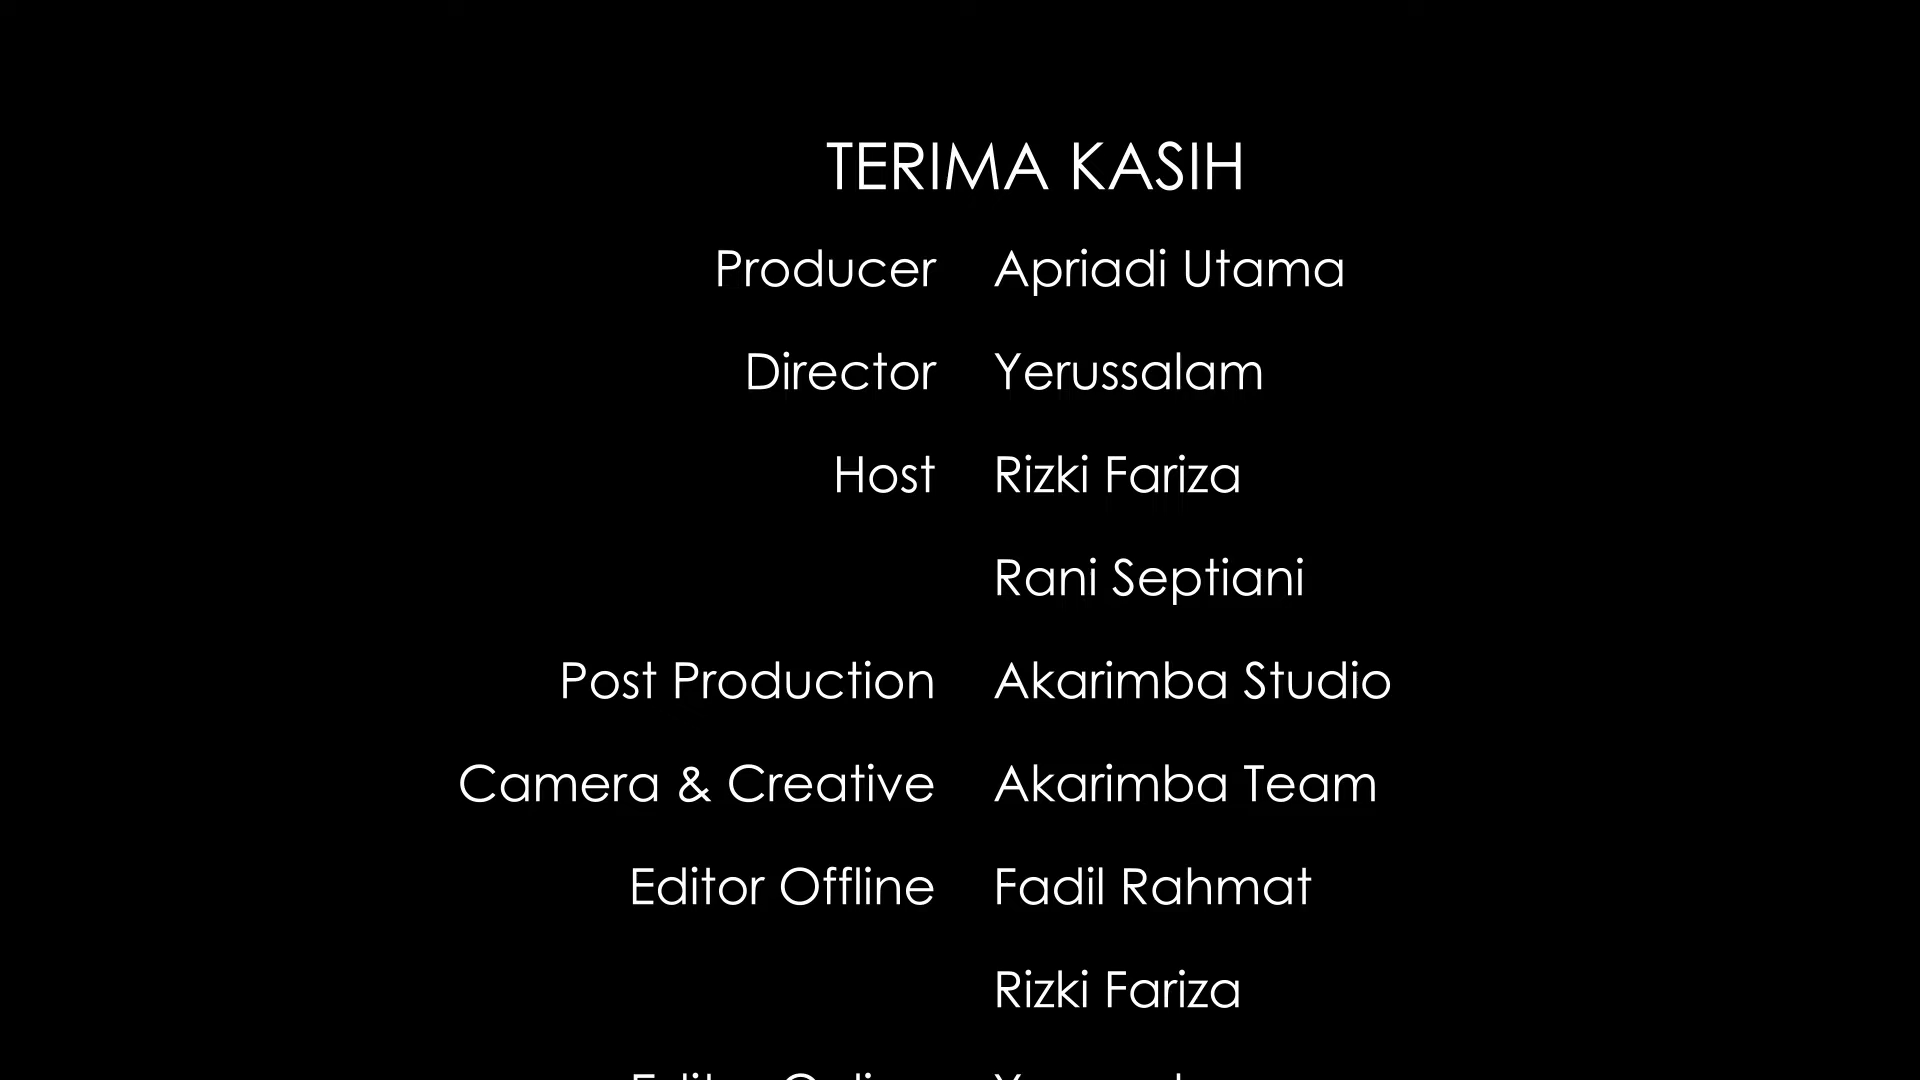 TERIMA KASIH
Producer Apriadi Utama
Director Yerussalam
Host Rizki Fariza
Rani Septiani
Post Production Akarimba Studio
Camera & Creative Akarimba Team
Editor Offline Fadil Rahmat
Rizki Fariza